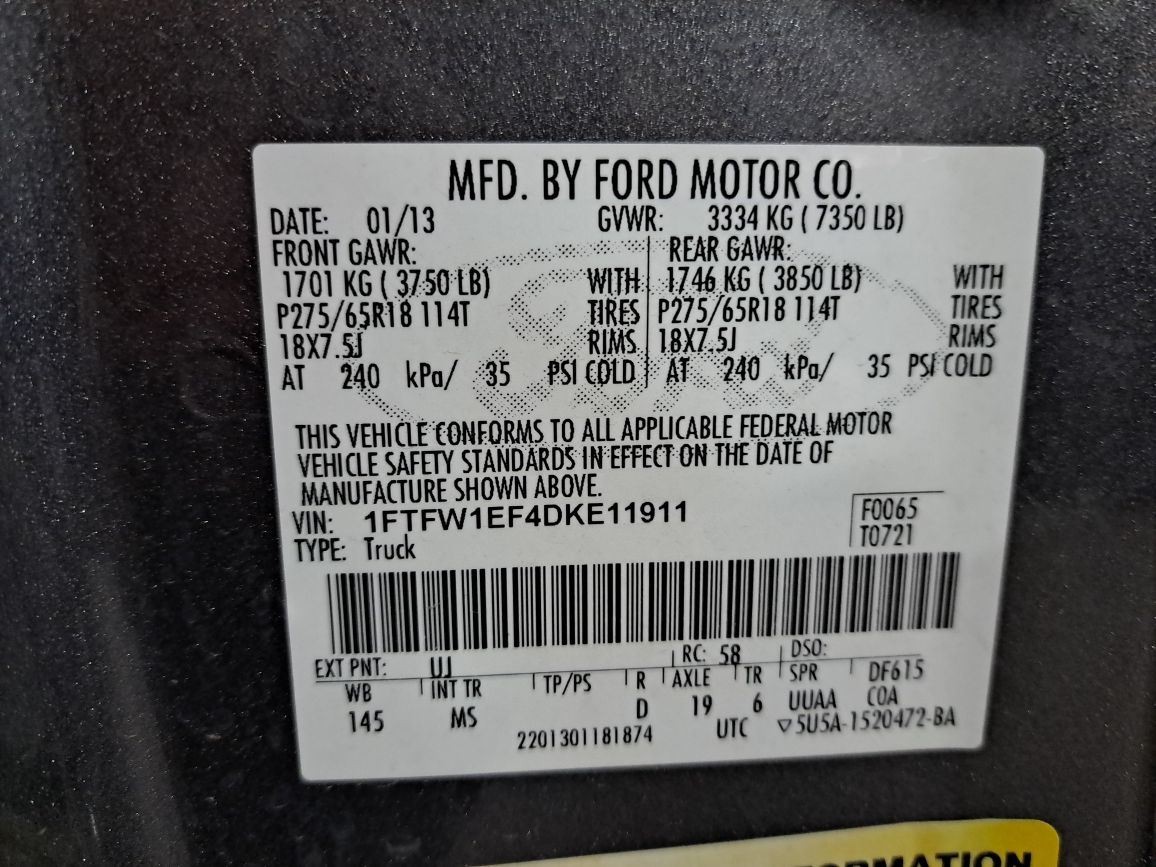 MFD. BY FORD MOTOR CO.
DATE: 01/13 GVWR: 3334 KG ( 7350 LB)
FRONT GAWR: REAR GAWR:
1701 KG ( 3750 LB) WITH 1746 KG ( 3850 LB) WITH
P275/65R18 114T TIRES P275/65R18 114T TIRES
18X7.5J RIMS 18X7.5J RIMS
AT 240 kPa/ 35 PSI COLD AT 240 kPa/ 35 PSI COLD
THIS VEHICLE CONFORMS TO ALL APPLICABLE FEDERAL MOTOR
VEHICLE SAFETY STANDARDS IN EFFECT ON THE DATE OF
MANUFACTURE SHOWN ABOVE.
VIN: 1FTFW1EF4DKE11911 F0065
TYPE: Truck T0721
EXT PNT: UJ RC: 58 DSO:
WB INT TR TP/PS R AXLE TR SPR DF615
145 MS D 19 6 UUAA COA
2201301181874 UTC ▽5U5A-1520472-BA